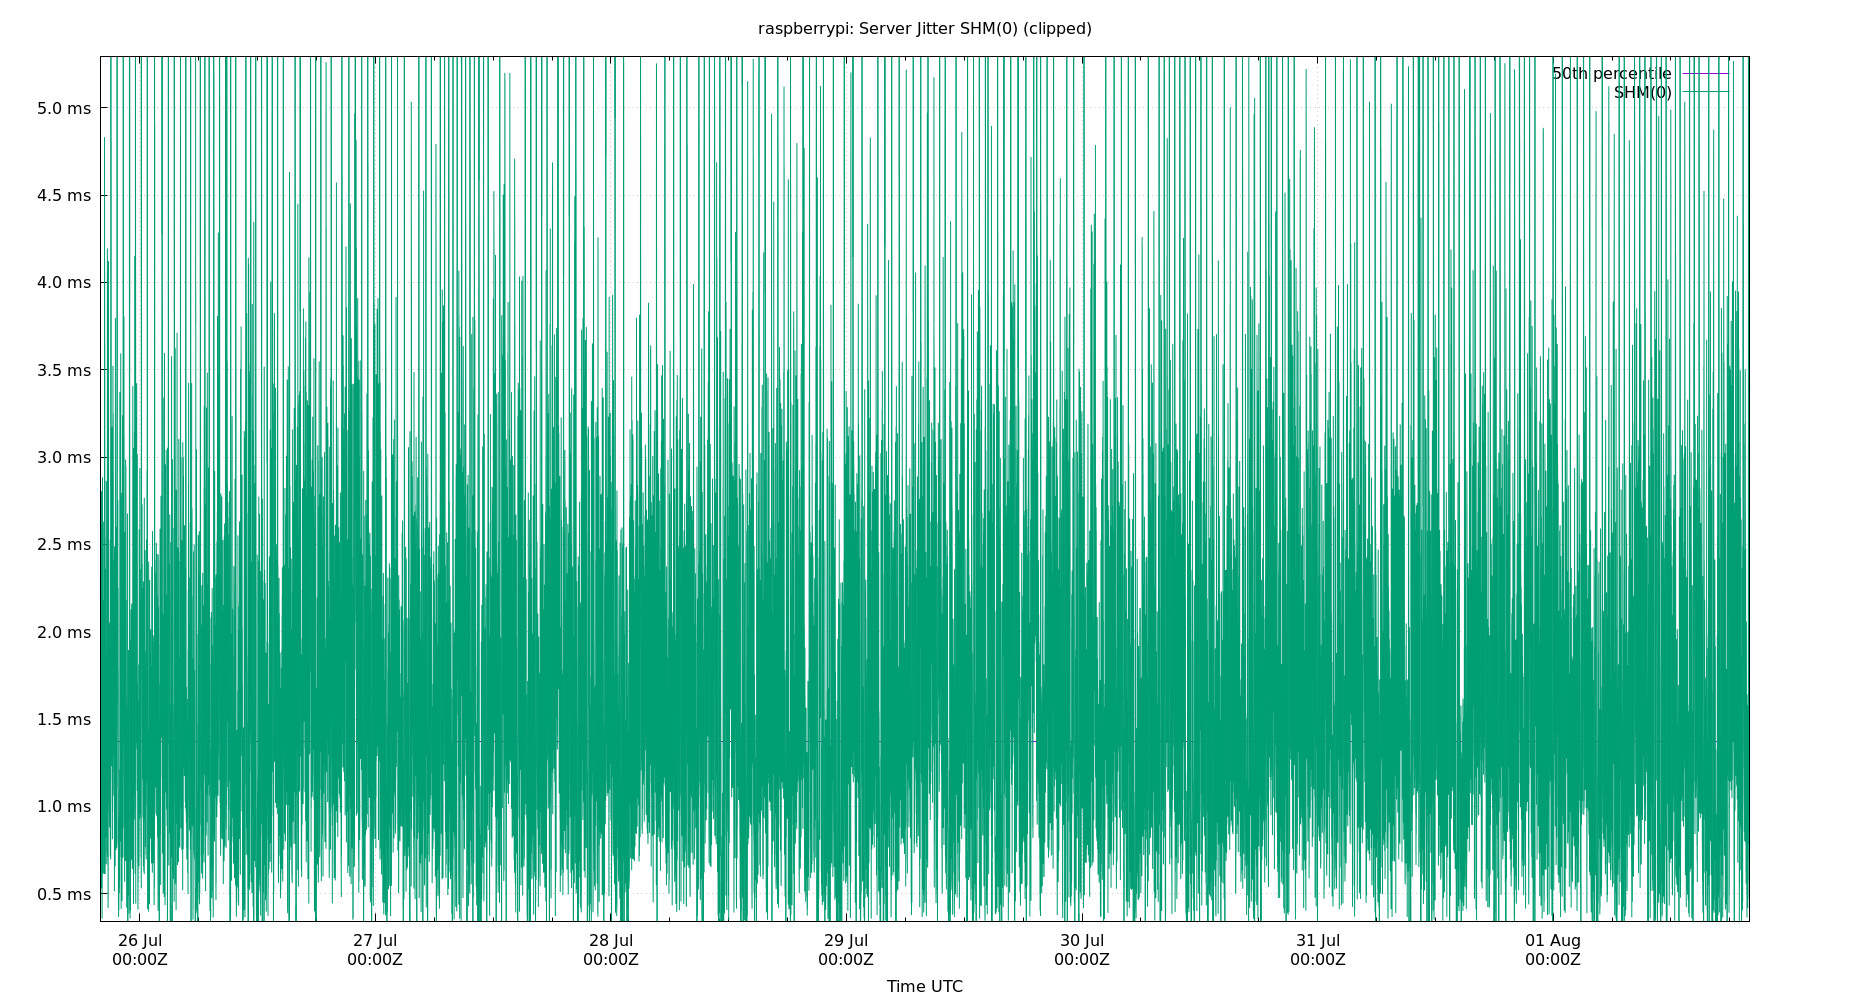 raspberrypi: Server Jitter SHM(0) (clipped)
50th percentile
SHM(0)
5.0 ms
4.5 ms
4.0 ms
3.5 ms
3.0 ms
2.5 ms
2.0 ms
1.5 ms
1.0 ms
0.5 ms
26 Jul 27 Jul 28 Jul 29 Jul 30 Jul 31 Jul 01 Aug
00:00Z 00:00Z 00:00Z 00:00Z 00:00Z 00:00Z 00:00Z
Time UTC